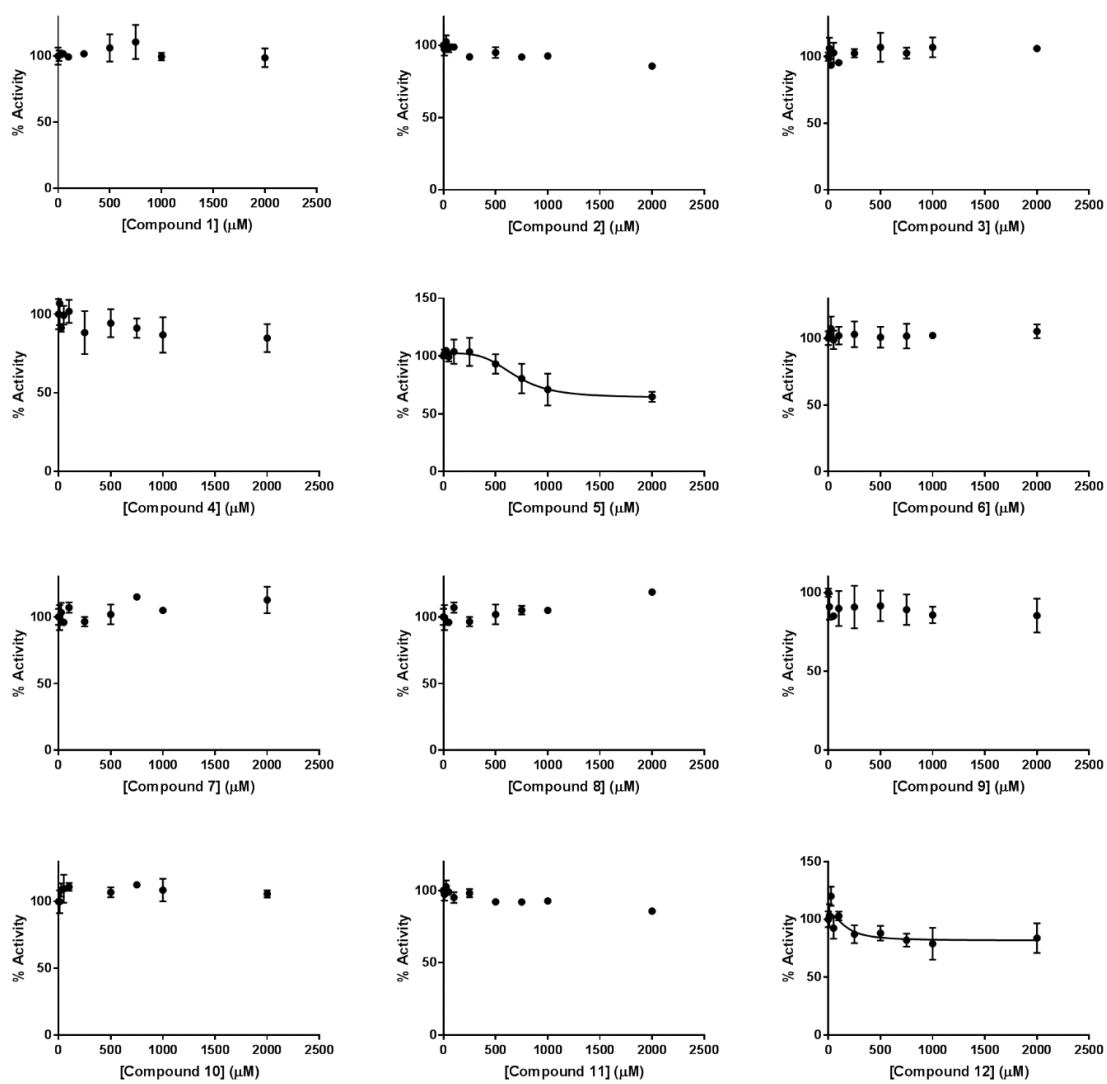 100
50
0
% Activity
0 500 1000 1500 2000 2500
[Compound 1] (μM)
100
50
0
% Activity
0 500 1000 1500 2000 2500
[Compound 2] (μM)
100
50
0
% Activity
0 500 1000 1500 2000 2500
[Compound 3] (μM)
100
50
0
% Activity
0 500 1000 1500 2000 2500
[Compound 4] (μM)
150
100
50
0
% Activity
0 500 1000 1500 2000 2500
[Compound 5] (μM)
100
50
0
% Activity
0 500 1000 1500 2000 2500
[Compound 6] (μM)
100
50
0
% Activity
0 500 1000 1500 2000 2500
[Compound 7] (μM)
100
50
0
% Activity
0 500 1000 1500 2000 2500
[Compound 8] (μM)
100
50
0
% Activity
0 500 1000 1500 2000 2500
[Compound 9] (μM)
100
50
0
% Activity
0 500 1000 1500 2000 2500
[Compound 10] (μM)
100
50
0
% Activity
0 500 1000 1500 2000 2500
[Compound 11] (μM)
150
100
50
0
% Activity
0 500 1000 1500 2000 2500
[Compound 12] (μM)